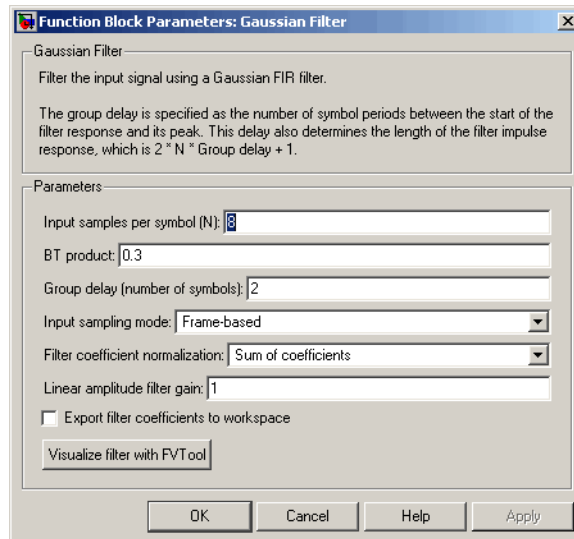 Function Block Parameters: Gaussian Filter
Gaussian Filter
Filter the input signal using a Gaussian FIR filter.
The group delay is specified as the number of symbol periods between the start of the
filter response and its peak. This delay also determines the length of the filter impulse
response, which is 2 * N * Group delay + 1.
Parameters
Input samples per symbol (N): 8
BT product: 0.3
Group delay (number of symbols): 2
Input sampling mode: Frame-based
Filter coefficient normalization: Sum of coefficients
Linear amplitude filter gain: 1
Export filter coefficients to workspace
Visualize filter with FVTool
OK Cancel Help Apply